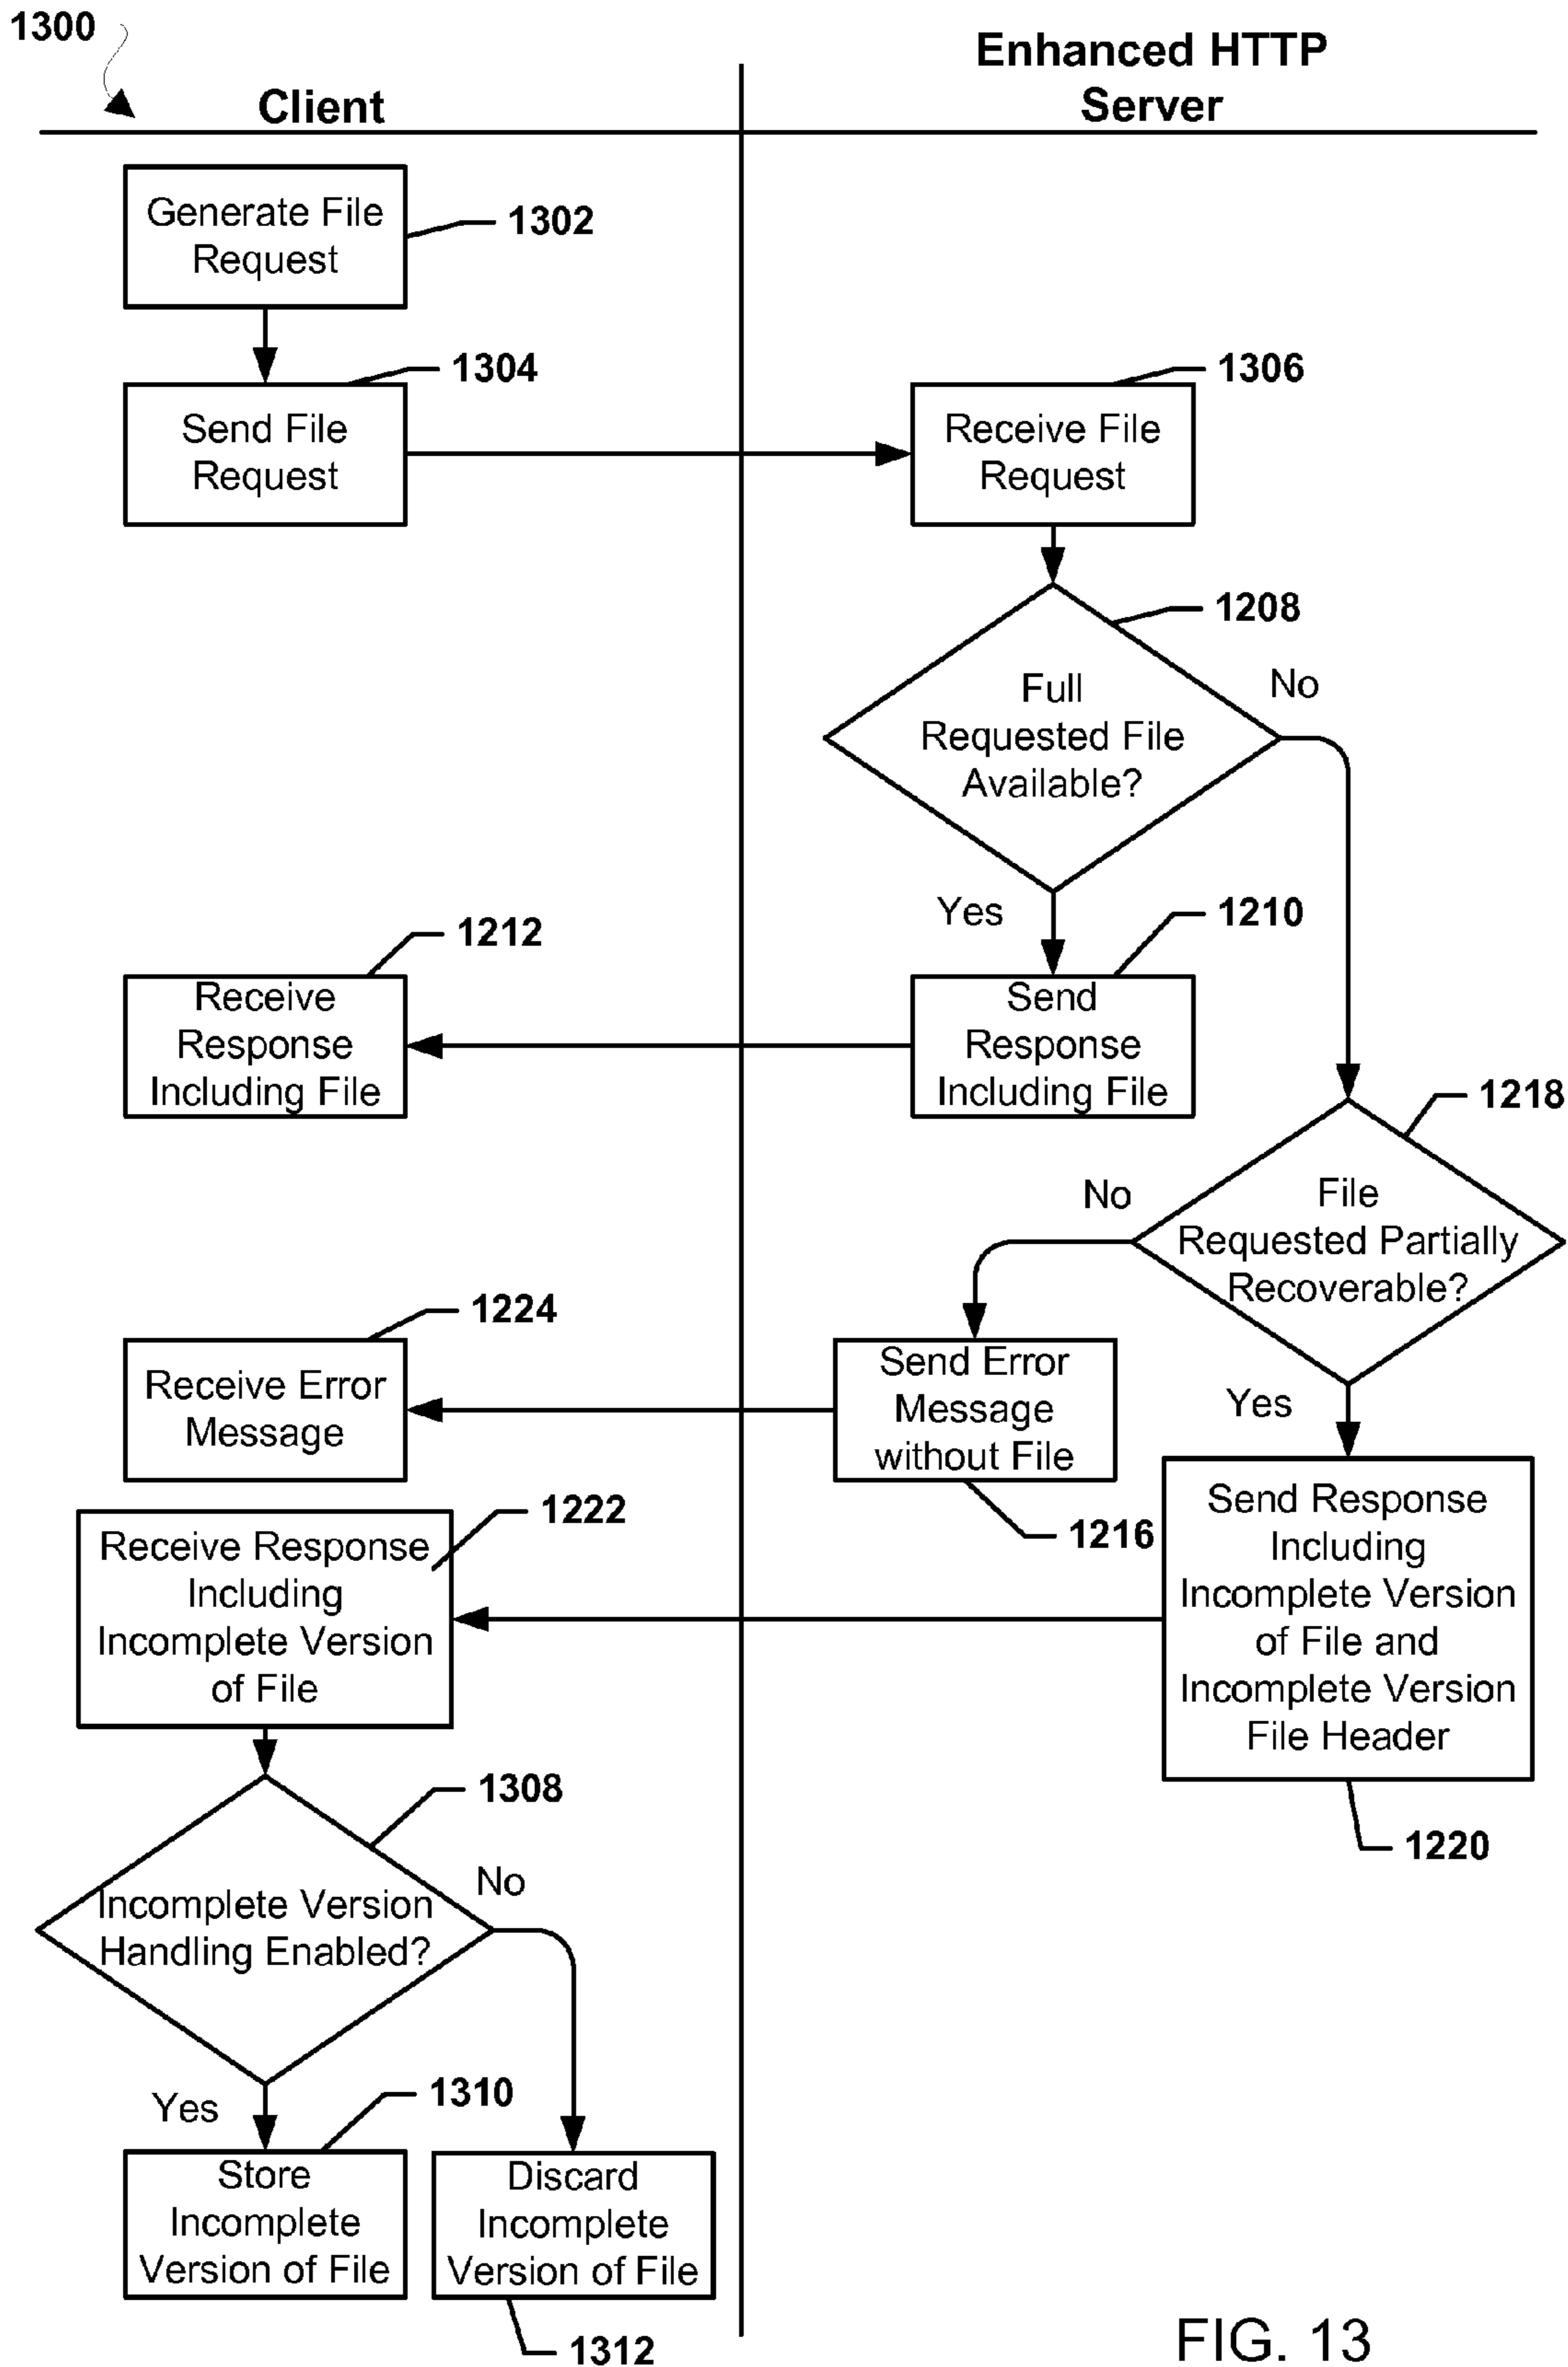 1300
Client
Enhanced HTTP
Server
Generate File
Request
1302
Send File
Request
1304
Receive File
Request
1306
Full
Requested File
Available?
1208
No
Yes
Send
Response
Including File
1210
Receive
Response
Including File
1212
File
Requested Partially
Recoverable?
1218
No
Yes
Send Error
Message
without File
1216
Receive Error
Message
1224
Send Response
Including
Incomplete Version
of File and
Incomplete Version
File Header
1220
Receive Response
Including
Incomplete Version
of File
1222
Incomplete Version
Handling Enabled?
1308
No
Yes
Store
Incomplete
Version of File
1310
Discard
Incomplete
Version of File
1312
FIG. 13